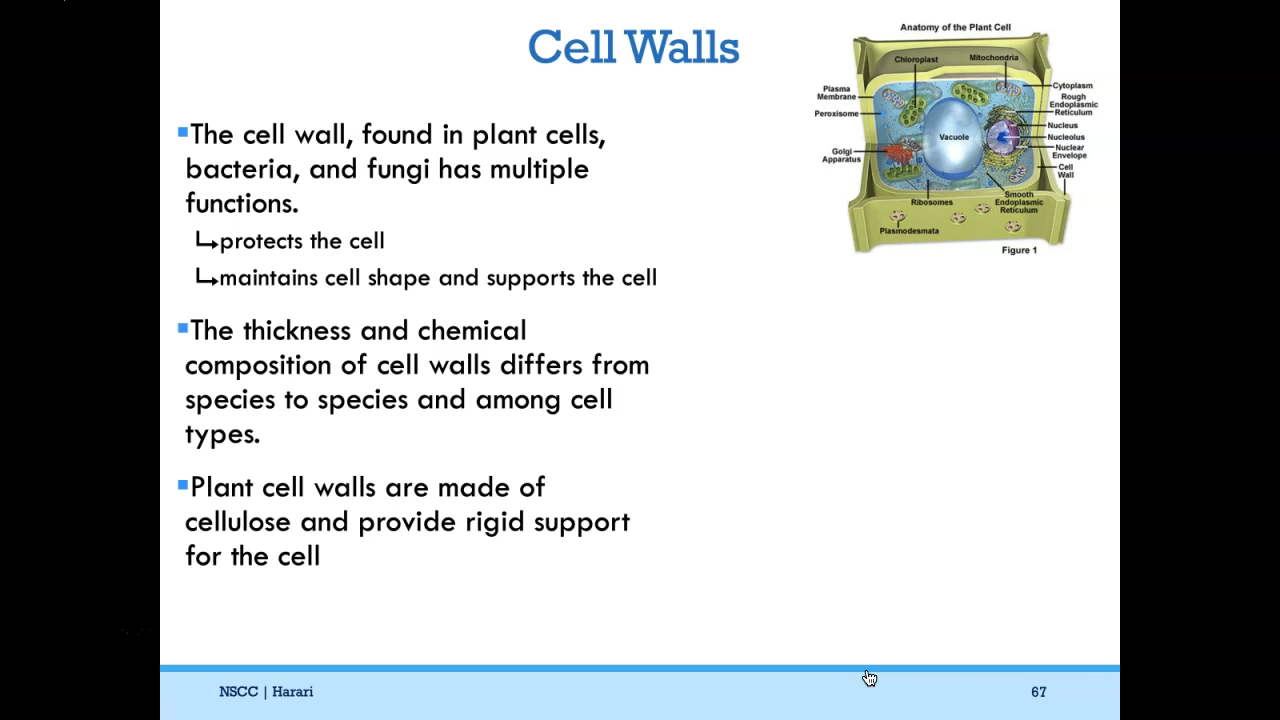 Cell Walls
The cell wall, found in plant cells,
bacteria, and fungi has multiple
functions.
protects the cell
maintains cell shape and supports the cell
The thickness and chemical
composition of cell walls differs from
species to species and among cell
types.
Plant cell walls are made of
cellulose and provide rigid support
for the cell
Anatomy of the Plant Cell
Chloroplast
Mitochondria
Plasma
Membrane
Peroxisome
Golgi
Apparatus
Vacuole
Cytoplasm
Rough
Endoplasmic
Reticulum
Nucleus
Nucleolus
Nuclear
Envelope
Cell
Wall
Ribosomes
Smooth
Endoplasmic
Reticulum
Plasmodesmata
Figure 1
NSCC | Harari
67